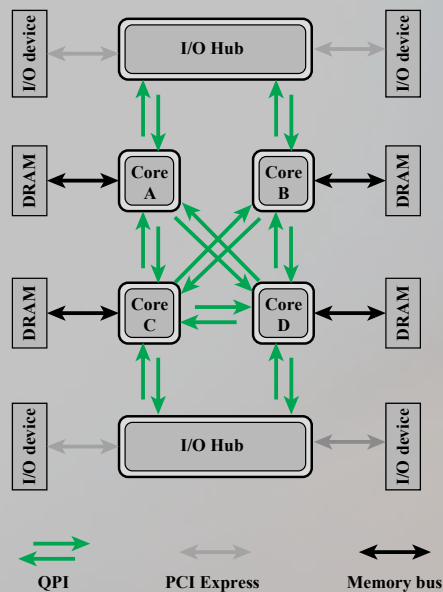 I/O device
I/O Hub
I/O device
DRAM
Core
A
Core
B
DRAM
DRAM
Core
C
Core
D
DRAM
I/O device
I/O Hub
I/O device
QPI
PCI Express
Memory bus